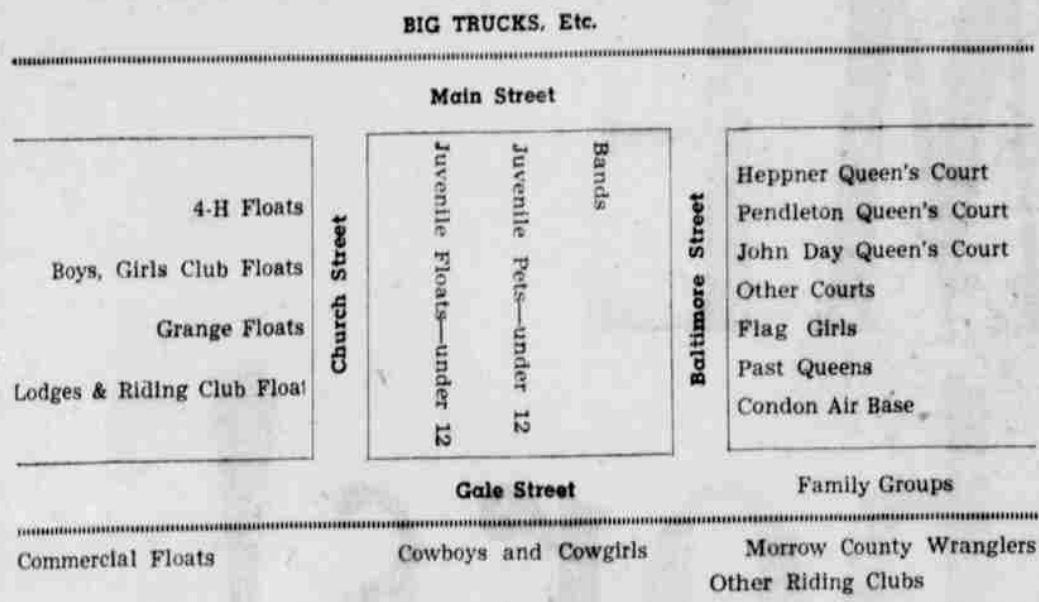 BIG TRUCKS, Etc.
Main Street
4-H Floats
Boys, Girls Club Floats
Grange Floats
Lodges & Riding Club Float
Church Street
Juvenile Floats—under 12
Juvenile Pets—under 12
Bands
Baltimore Street
Heppner Queen's Court
Pendleton Queen's Court
John Day Queen's Court
Other Courts
Flag Girls
Past Queens
Condon Air Base
Gale Street
Family Groups
Commercial Floats
Cowboys and Cowgirls
Morrow County Wranglers
Other Riding Clubs